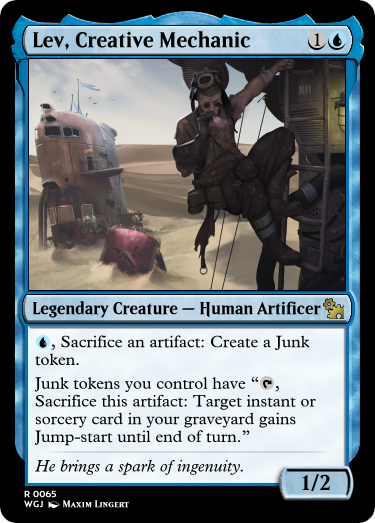 Lev, Creative Mechanic 1
Legendary Creature — Human Artificer
, Sacrifice an artifact: Create a Junk
token.
Junk tokens you control have “ ,
Sacrifice this artifact: Target instant or
sorcery card in your graveyard gains
Jump-start until end of turn.”
He brings a spark of ingenuity.
1/2
R 0065
WGJ Maxim Lingert